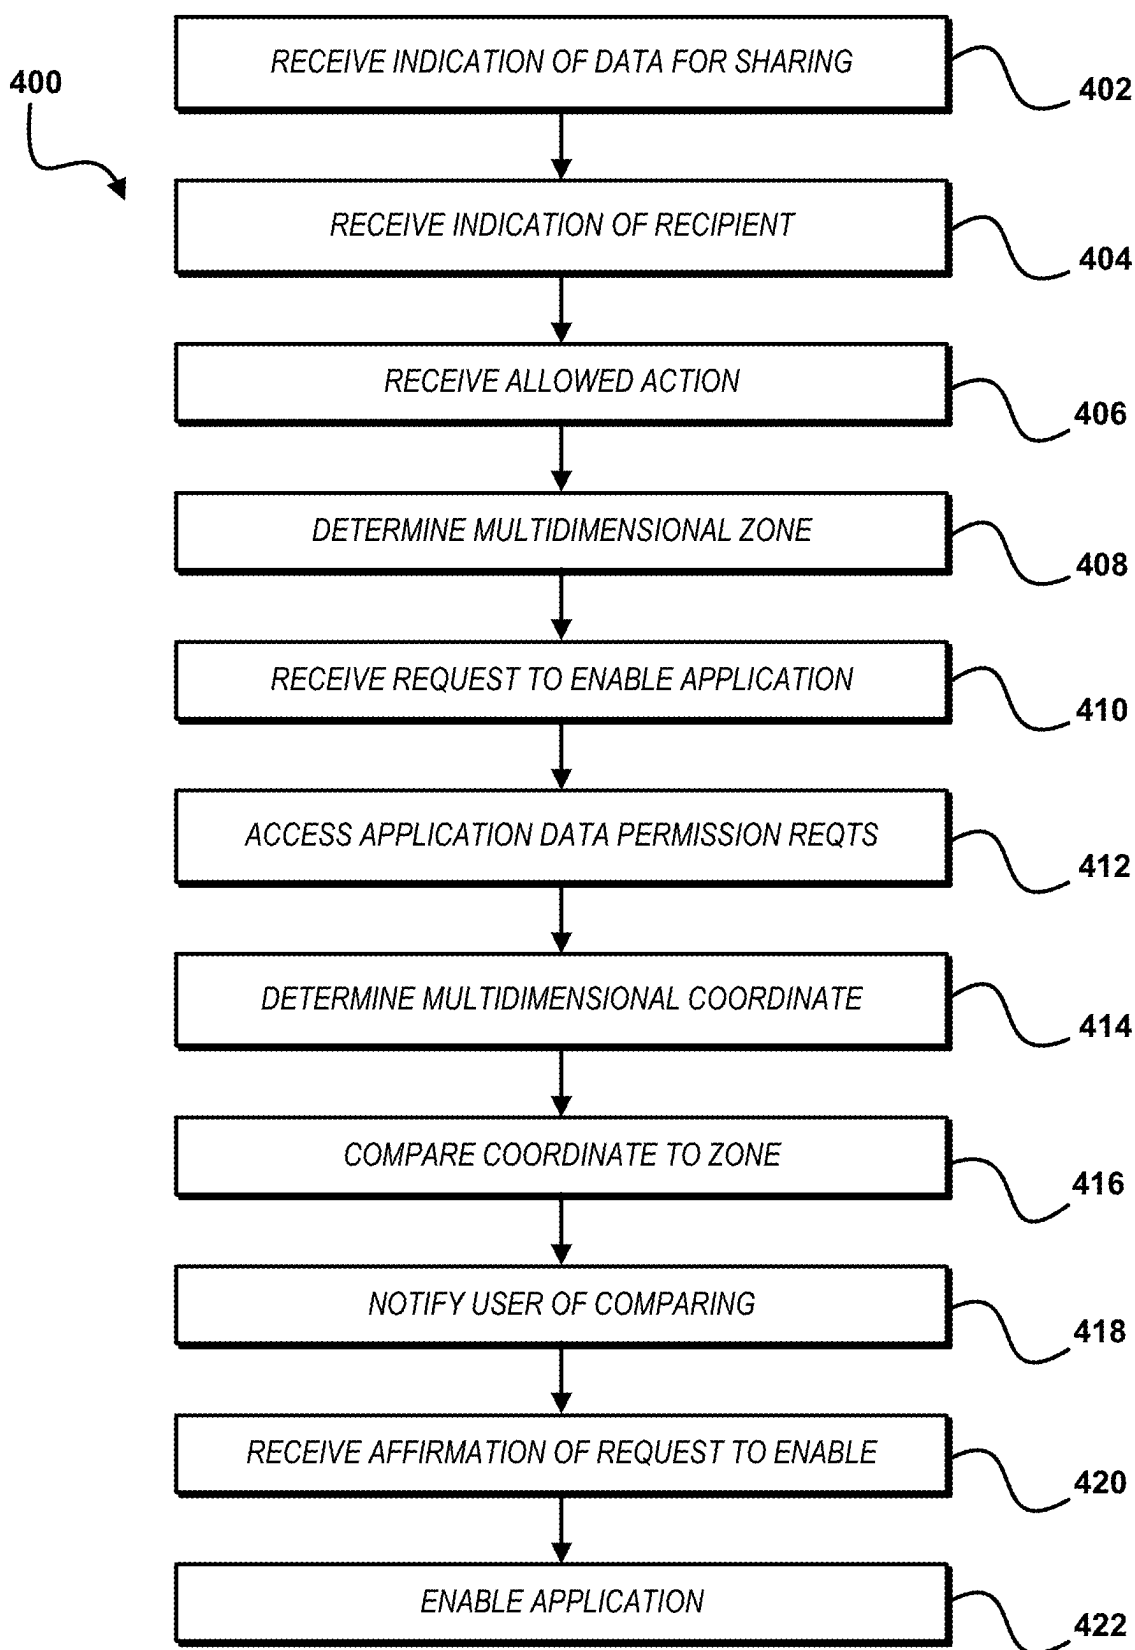 RECEIVE INDICATION OF DATA FOR SHARING
400
402
RECEIVE INDICATION OF RECIPIENT
404
RECEIVE ALLOWED ACTION
406
DETERMINE MULTIDIMENSIONAL ZONE
408
RECEIVE REQUEST TO ENABLE APPLICATION
410
ACCESS APPLICATION DATA PERMISSION REQTS
412
DETERMINE MULTIDIMENSIONAL COORDINATE
414
COMPARE COORDINATE TO ZONE
416
NOTIFY USER OF COMPARING
418
RECEIVE AFFIRMATION OF REQUEST TO ENABLE
420
ENABLE APPLICATION
422